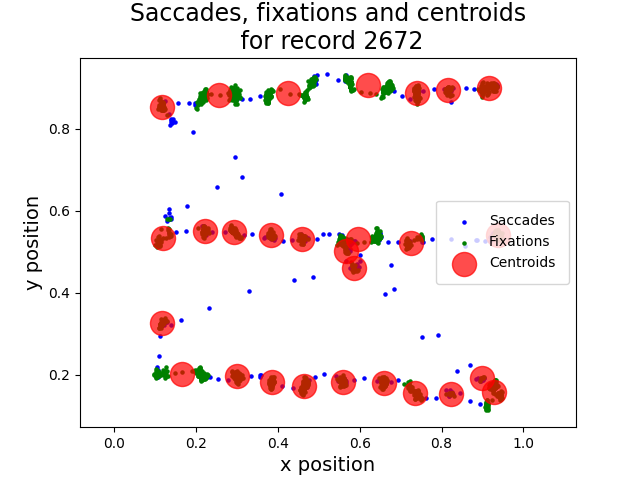 Saccades, fixations and centroids
for record 2672
0.8
0.6
0.4
0.2
y position
Saccades
Fixations
Centroids
0.0
0.2
0.4
0.6
0.8
1.0
x position